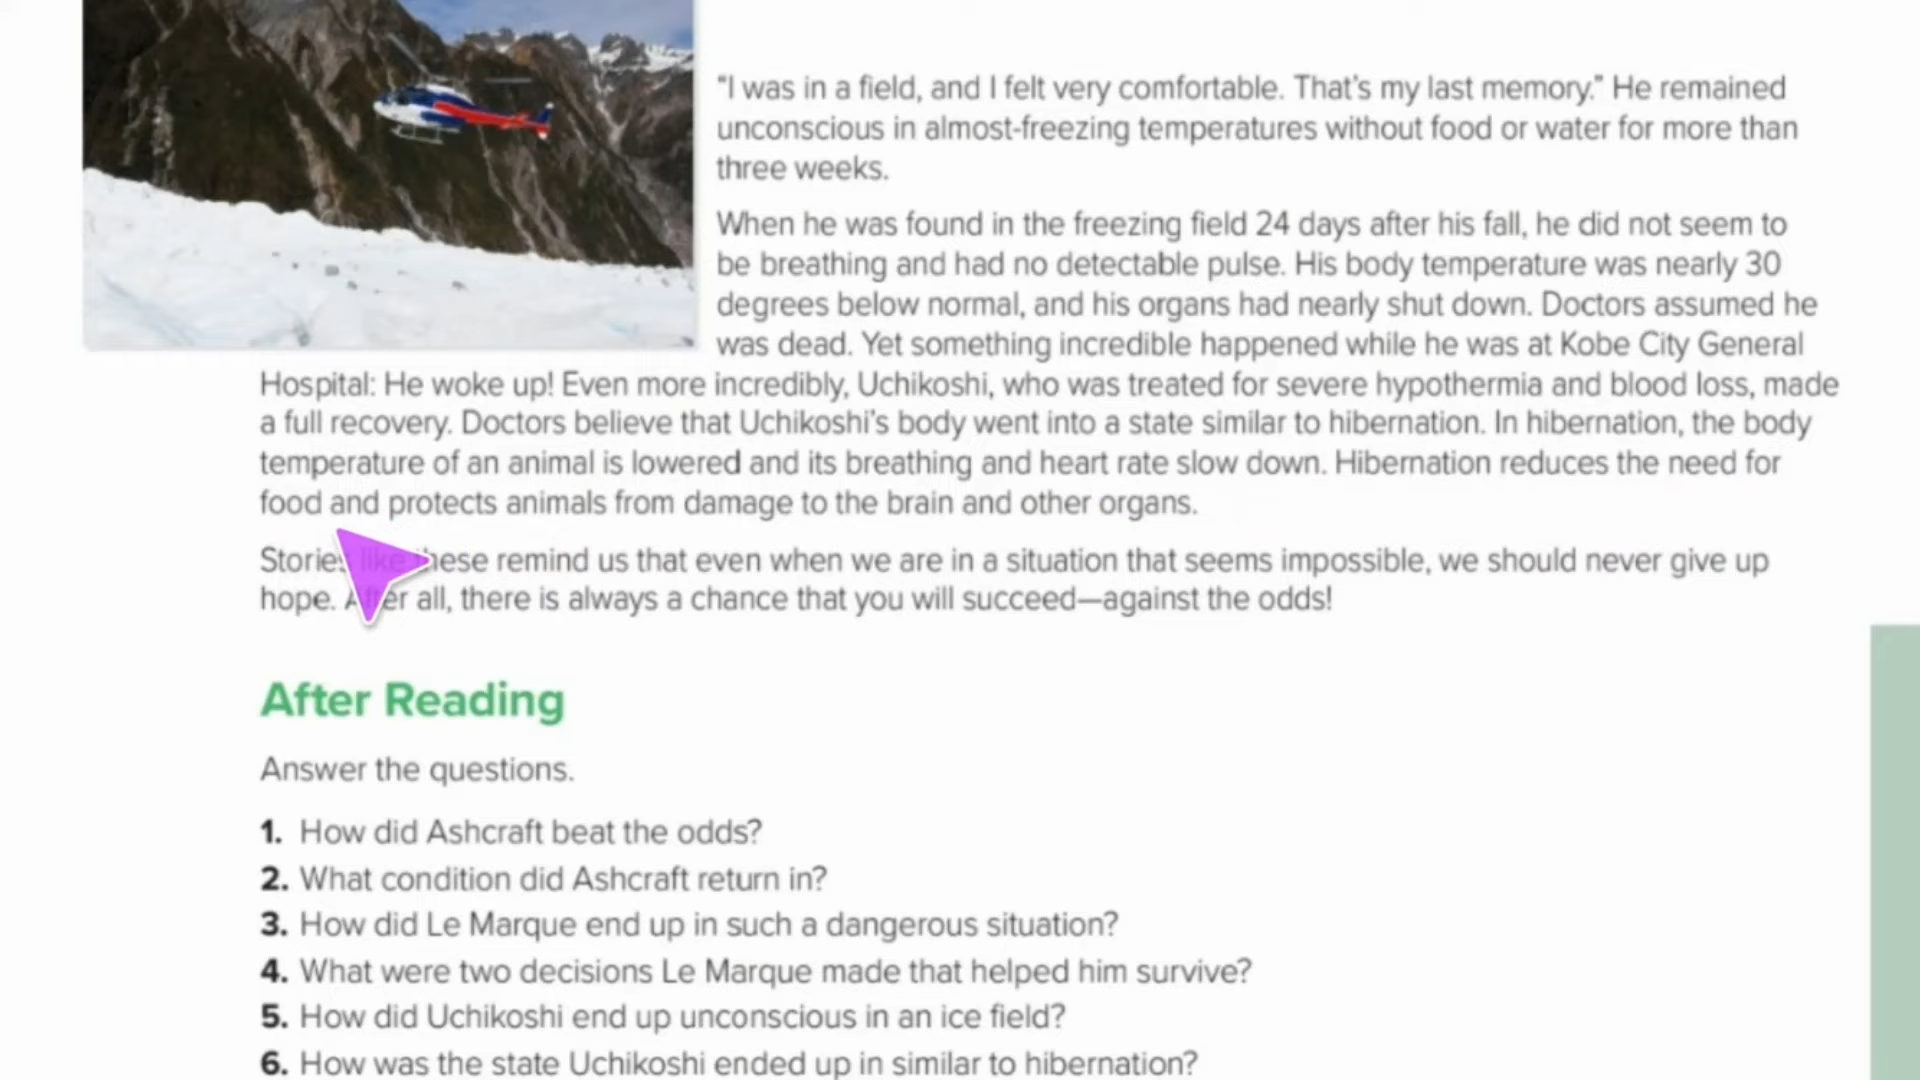 "I was in a field, and I felt very comfortable. That's my last memory." He remained
unconscious in almost-freezing temperatures without food or water for more than
three weeks.
When he was found in the freezing field 24 days after his fall, he did not seem to
be breathing and had no detectable pulse. His body temperature was nearly 30
degrees below normal, and his organs had nearly shut down. Doctors assumed he
was dead. Yet something incredible happened while he was at Kobe City General
Hospital: He woke up! Even more incredibly, Uchikoshi, who was treated for severe hypothermia and blood loss, made
a full recovery. Doctors believe that Uchikoshi's body went into a state similar to hibernation. In hibernation, the body
temperature of an animal is lowered and its breathing and heart rate slow down. Hibernation reduces the need for
food and protects animals from damage to the brain and other organs.
Stories like these remind us that even when we are in a situation that seems impossible, we should never give up
hope. After all, there is always a chance that you will succeed—against the odds!
After Reading
Answer the questions.
1. How did Ashcraft beat the odds?
2. What condition did Ashcraft return in?
3. How did Le Marque end up in such a dangerous situation?
4. What were two decisions Le Marque made that helped him survive?
5. How did Uchikoshi end up unconscious in an ice field?
6. How was the state Uchikoshi ended up in similar to hibernation?